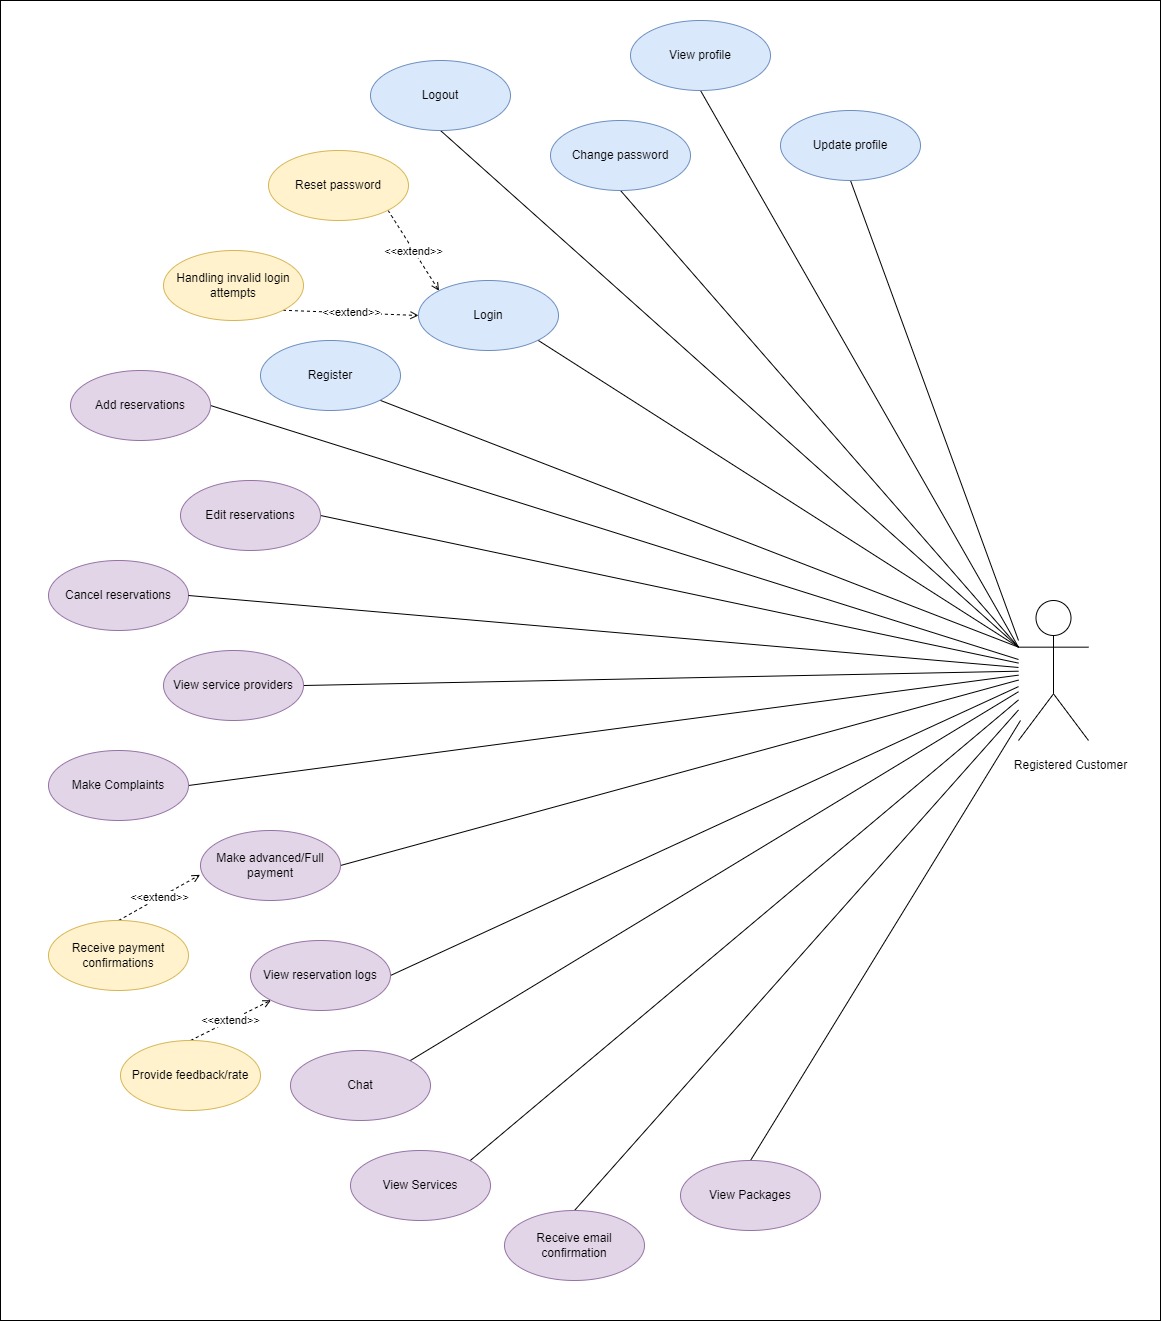 View profile
Logout
Change password
Update profile
Reset password
<<extend>>
Handling invalid login
attempts
<<extend>>
Login
Register
Add reservations
Edit reservations
Cancel reservations
View service providers
Registered Customer
Make Complaints
Make advanced/Full
payment
<<extend>>
Receive payment
confirmations
View reservation logs
<<extend>>
Provide feedback/rate
Chat
View Services
View Packages
Receive email
confirmation